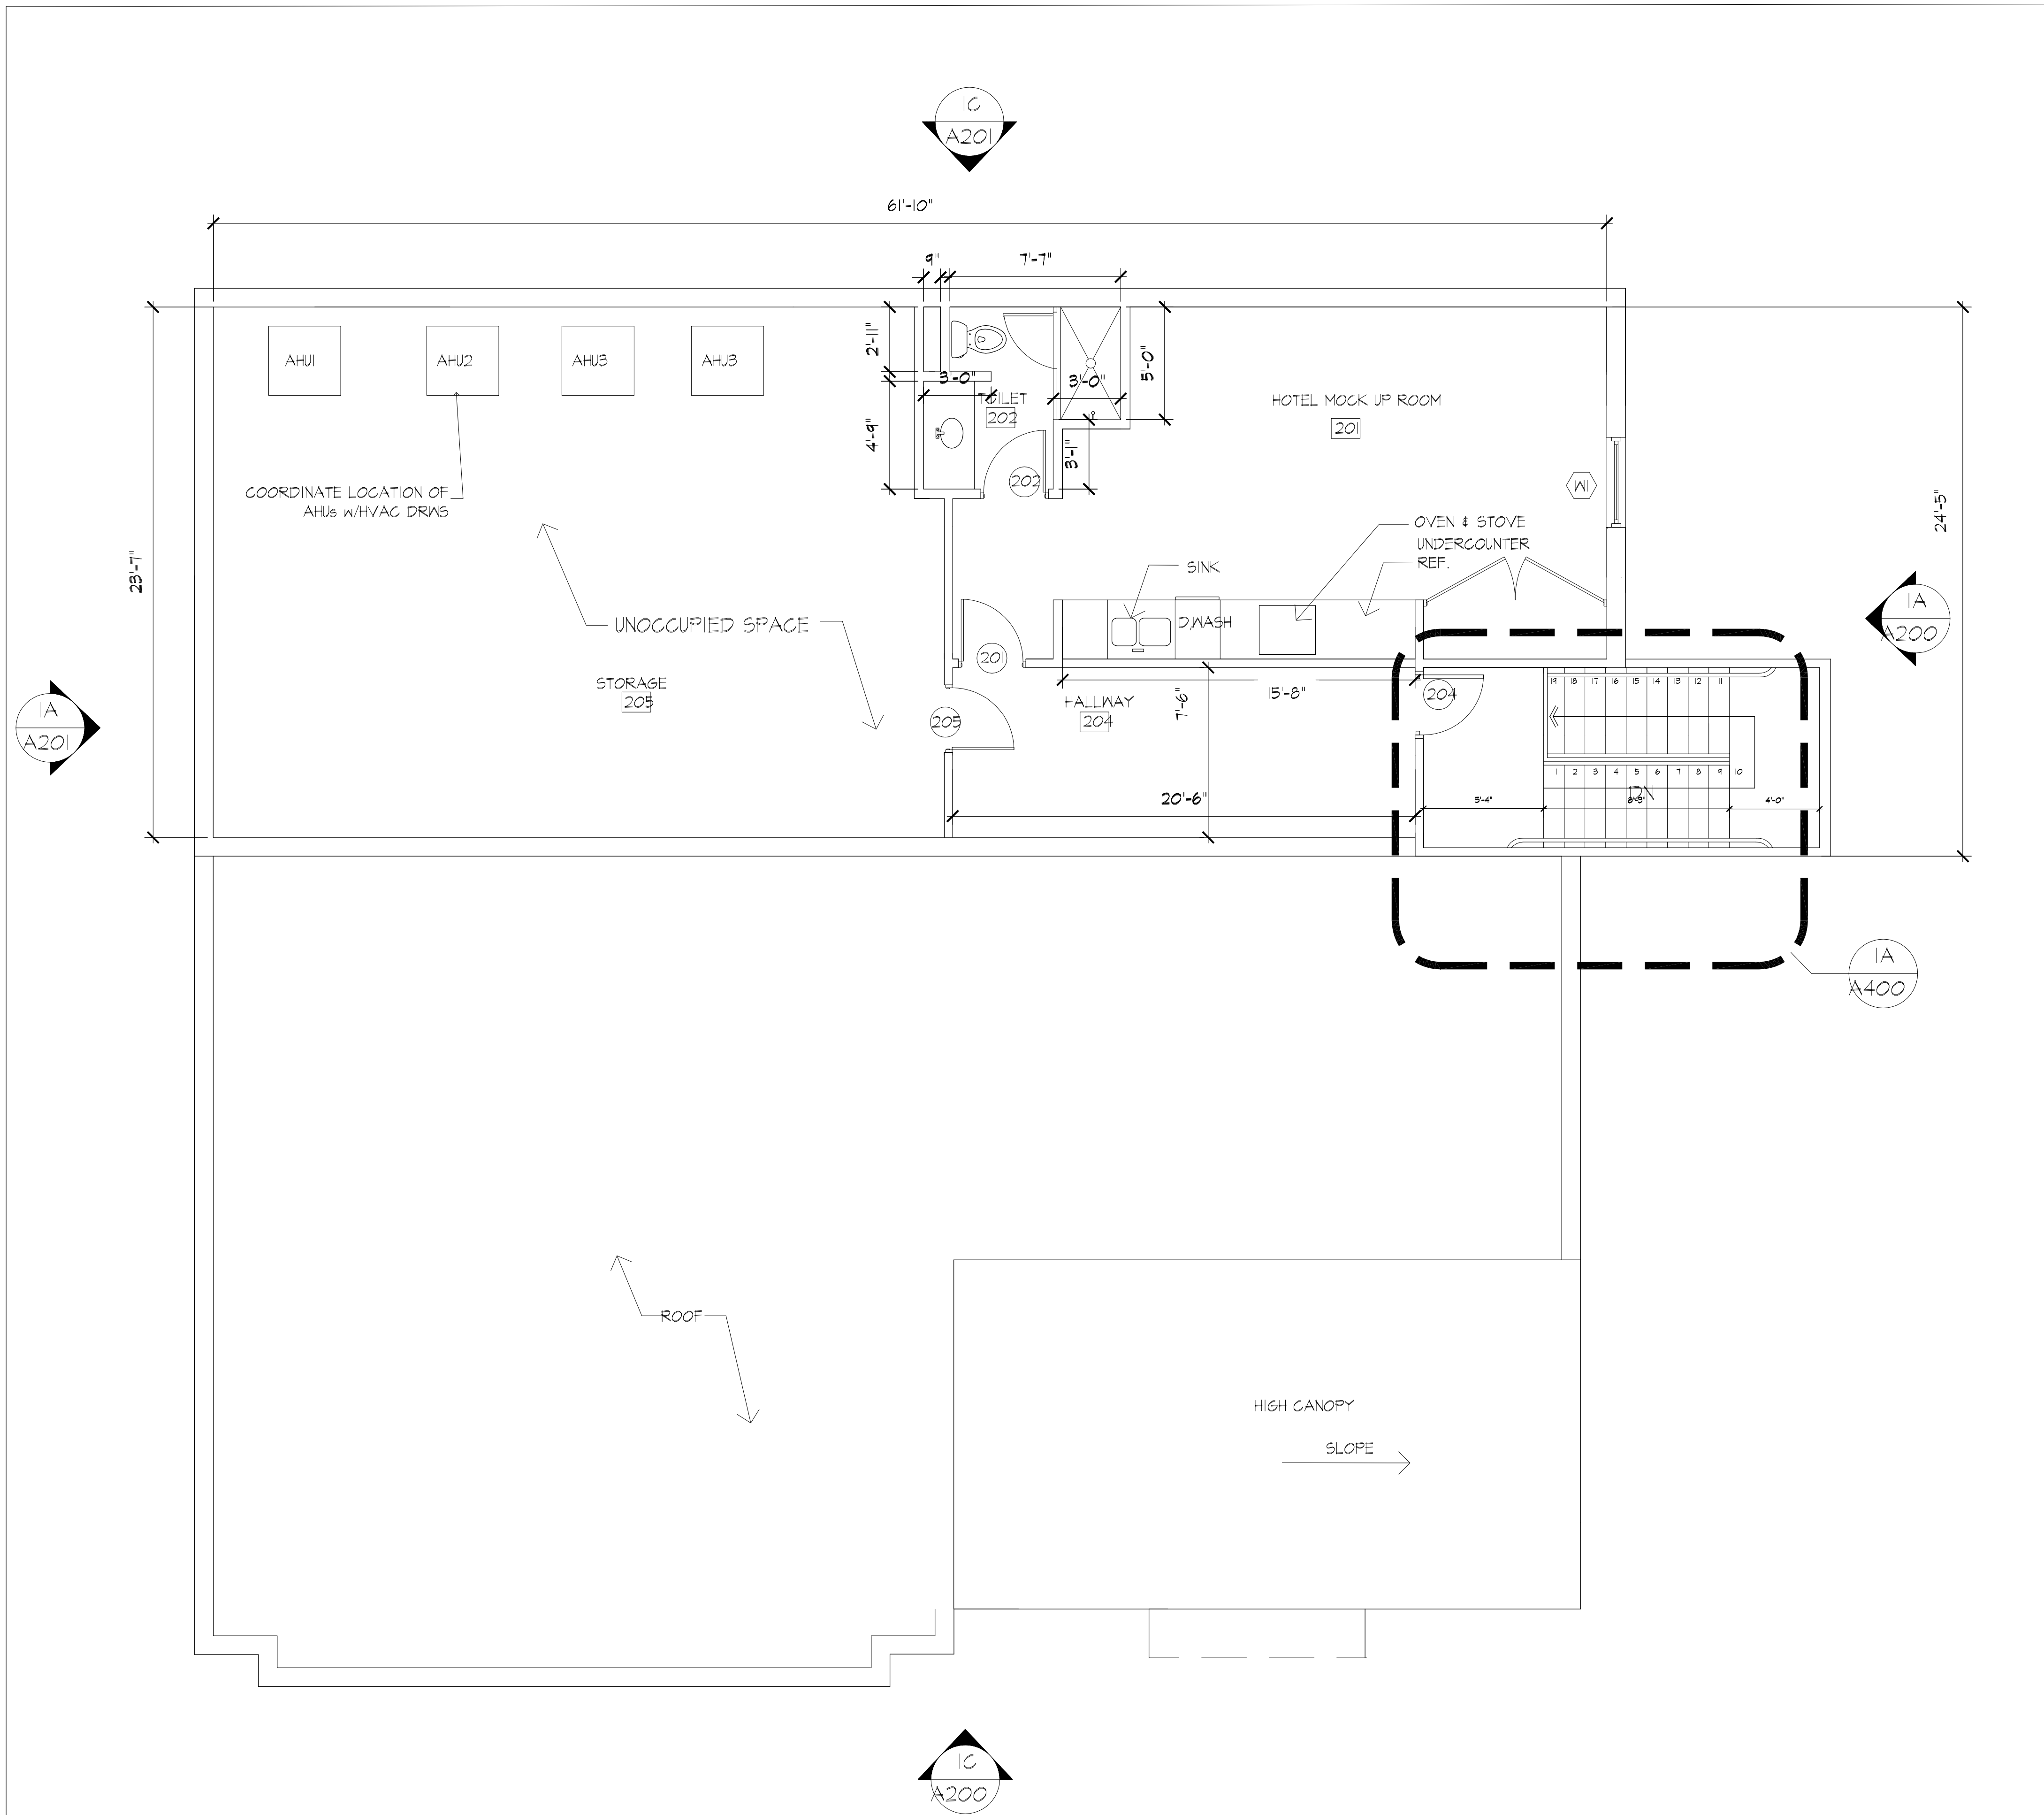 1C
A201
61'-10"
9"
7'-7"
2'-11"
AHU1
AHU2
AHU3
AHU3
3'-0"
3'-0"
5'-0"
TOILET
202
HOTEL MOCK UP ROOM
201
4'-9"
3'-1"
202
COORDINATE LOCATION OF
AHUs W/HVAC DRWS
W1
OVEN & STOVE
UNDERCOUNTER
REF.
24'-5"
23'-7"
SINK
UNOCCUPIED SPACE
D.WASH
1A
A200
201
STORAGE
205
15'-8"
204
19 18 17 16 15 14 13 12 11
HALLWAY
204
7'-6"
205
1A
A201
1 2 3 4 5 6 7 8 9 10
DN
20'-6"
5'-4"
8'-3"
4'-0"
1A
A400
ROOF
HIGH CANOPY
SLOPE
1C
A200